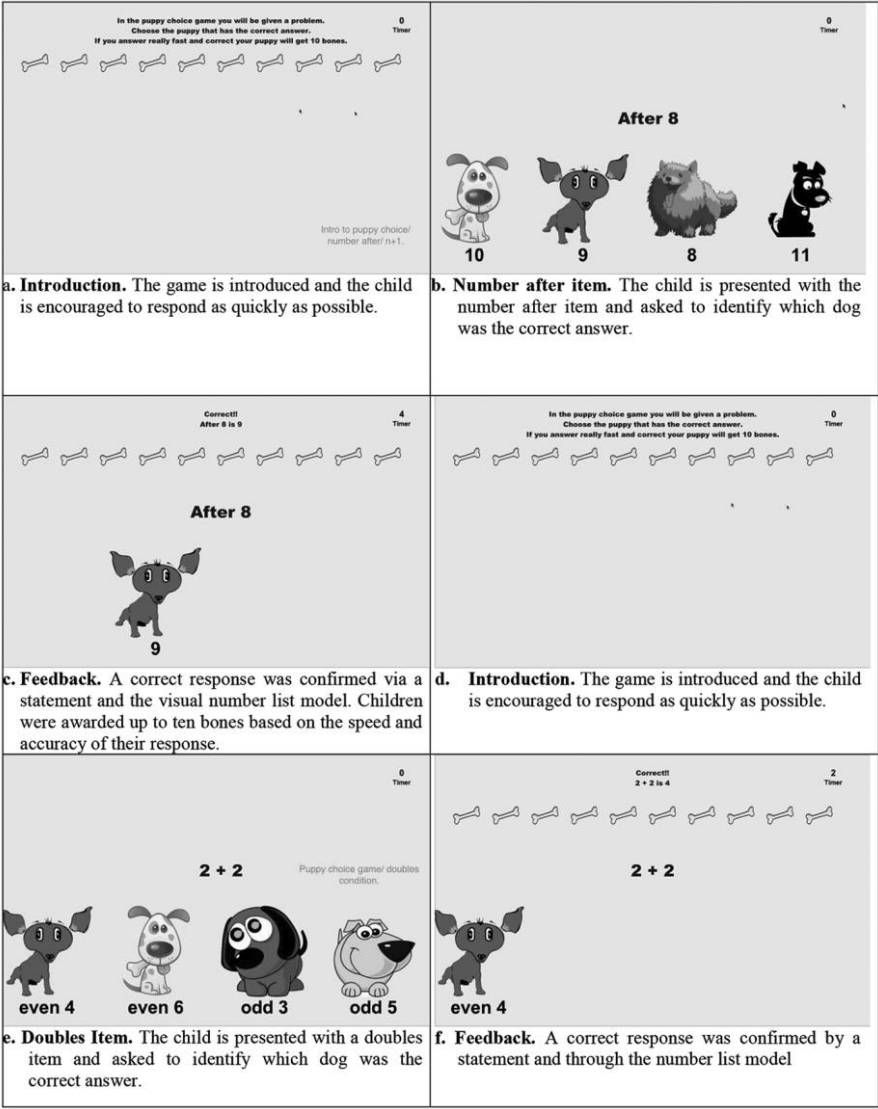 In the puppy choice game you will be given a problem.
Choose the puppy that has the correct answer.
If you answer really fast and correct your puppy will get 10 bones.
0
Timer
Intro to puppy choice/
number after/ n+1.
a. Introduction. The game is introduced and the child
is encouraged to respond as quickly as possible.
0
Timer
After 8
10 9 8 11
b. Number after item. The child is presented with the
number after item and asked to identify which dog
was the correct answer.
Correct!!
After 8 is 9
4
Timer
After 8
9
c. Feedback. A correct response was confirmed via a
statement and the visual number list model. Children
were awarded up to ten bones based on the speed and
accuracy of their response.
In the puppy choice game you will be given a problem.
Choose the puppy that has the correct answer.
If you answer really fast and correct your puppy will get 10 bones.
0
Timer
d. Introduction. The game is introduced and the child
is encouraged to respond as quickly as possible.
0
Timer
2 + 2
Puppy choice game/ doubles
condition.
even 4 even 6 odd 3 odd 5
e. Doubles Item. The child is presented with a doubles
item and asked to identify which dog was the
correct answer.
Correct!!
2 + 2 is 4
2
Timer
2 + 2
even 4
f. Feedback. A correct response was confirmed by a
statement and through the number list model